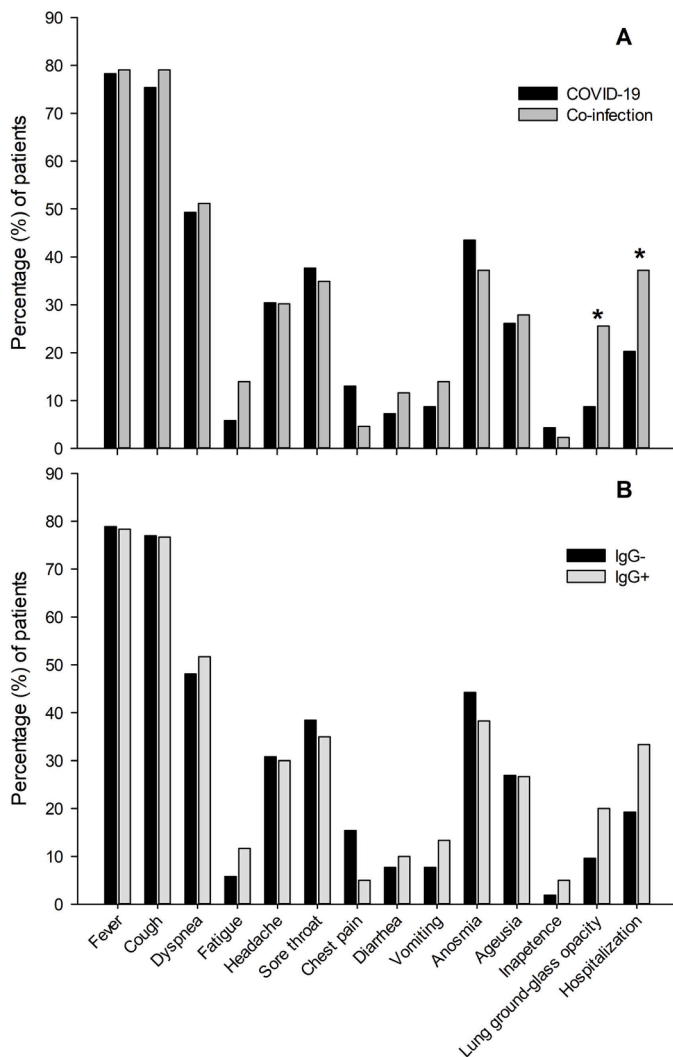 90
80
70
60
50
40
30
20
10
0
Percentage (%) of patients
A
COVID-19
Co-infection
*
*
90
80
70
60
50
40
30
20
10
0
Percentage (%) of patients
B
IgG-
IgG+
Fever
Cough
Dyspnea
Fatigue
Headache
Sore throat
Chest pain
Diarrhea
Vomiting
Anosmia
Ageusia
Inapetence
Lung ground-glass opacity
Hospitalization